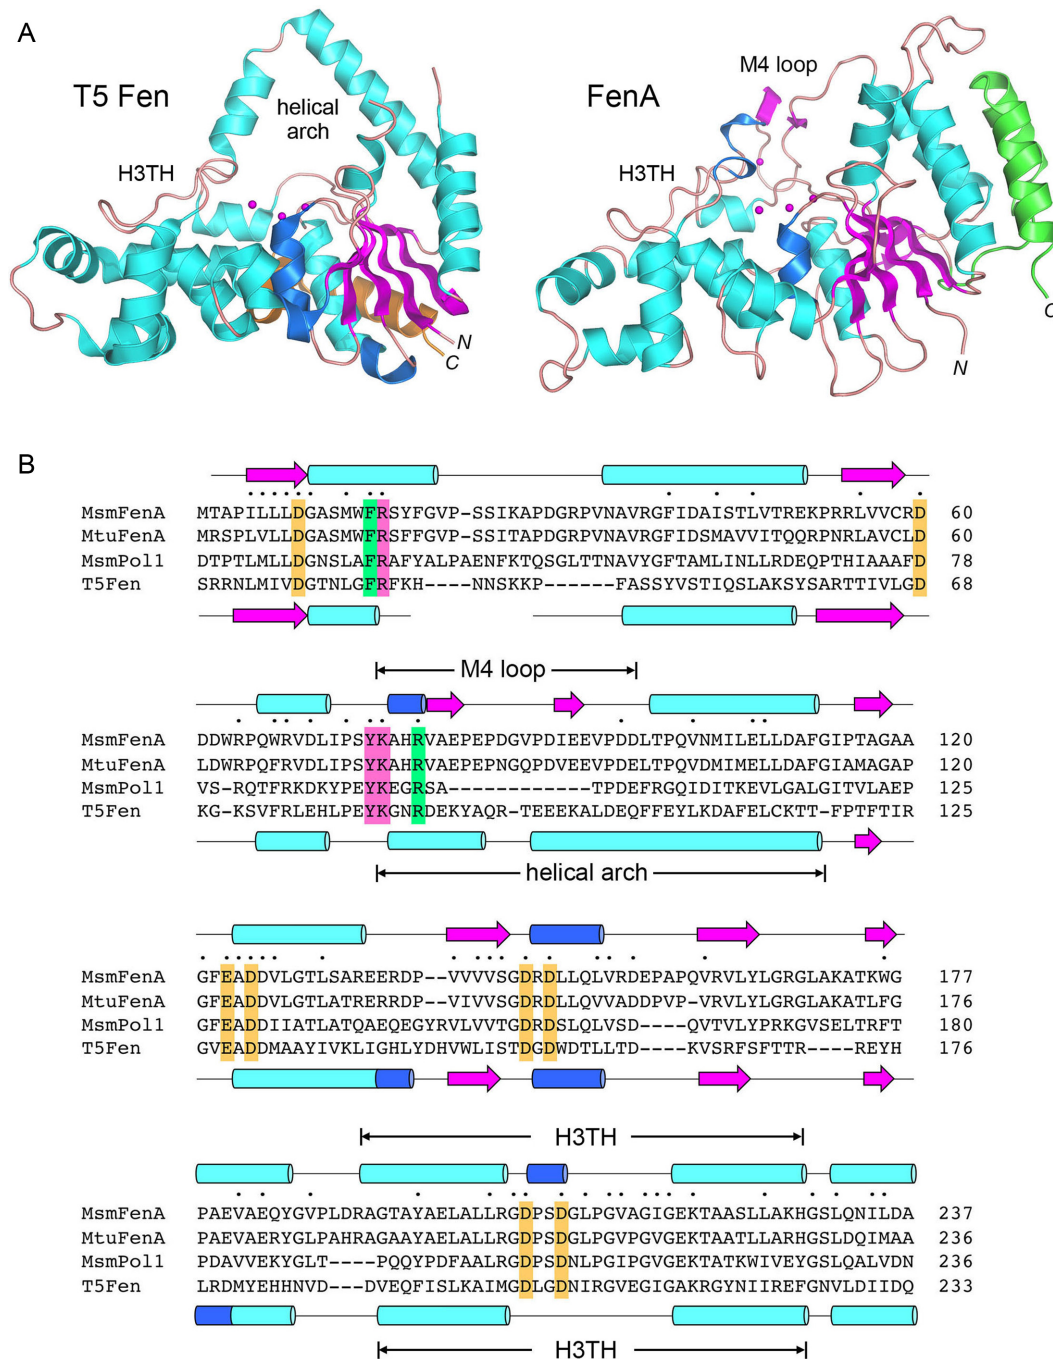 A
T5 Fen
helical
arch
H3TH
N
C
FenA
M4 loop
H3TH
C
N
B
MsmFenA MTAPILLLDGASMWFRSYFGVP-SSIKAPDGRPVNAVRGFIDAISTLVTREKPRRLVVCRD 60
MtuFenA MRSPLVLLDGASMWFRSFFGVP-SSITAPDGRPVNAVRGFIDSMAVVITQQRPNRLAVCLD 60
MsmPol1 DTPTLMLLDGNSLAFRAFYALPAENFKTQSGLTTNAVYGFTAMLINLLRDEQPTHIAAAFD 78
T5Fen SRRNLMIVDGTNLGFRFKH----NNSKKP------FASSYVSTIQSLAKSYSARTTIVLGD 68
M4 loop
MsmFenA DDWRPQWRVDLIPSYKAHRVAEPEPDGVPDIEEVPDDLTPQVNMILELLDAFGIPTAGAA 120
MtuFenA LDWRPQFRVDLIPSYKAHRVAEPEPNGQPDVEEVPDELTPQVDMIMELLDAFGIAMAGAP 120
MsmPol1 VS-RQTFRKDKYPEYKEGRSA--------------TPDEFRGQIDITKEVLGALGITVLAEP 125
T5Fen KG-KSVFRLEHLPEYKGNRDEKYAQR-TEEEKALDEQFFEYLKDAFELCKTT-FPTFTIR 125
helical arch
MsmFenA GFEADDVLGTLSAREERDP--VVVVSGDRDLLQLVRDEPAPQVRVLYLGRGLAKATKWG 177
MtuFenA GFEADDVLGTLATRERRDP--VIVVSGDRDLLQVVADDPVP-VRVLYLGRGLAKATLFG 176
MsmPol1 GFEADDIIATLATQAEQEGYRVLVVTGDRDSLQLVSD----QVTVLYPRKGVSELTRFT 180
T5Fen GVEADDMAAYIVKLIGHLYDHVWLISTDGDWDTLLTD----KVSRFSFTTR----REYH 176
H3TH
MsmFenA PAEVAEQYGVPLDRAGTAYAELALLRGDPSDGLPGVAGIGEKTAASLLAKHGSLQNILDA 237
MtuFenA PAEVAERYGLPAHRAGAAYAELALLRGDPSDGLPGVPGVGEKTAATLLARHGSLDQIMAA 236
MsmPol1 PDAVVEKYGLT----PQQYPDFAALRGDPSDNLPGIPGVGEKTATKWIVEYGSLQALVDN 236
T5Fen LRDMYEHHNVD--DVEQFISLKAIMGDLGDNIRGVEGIGAKRGYNIIREFGNVLDIIDQ 233
H3TH